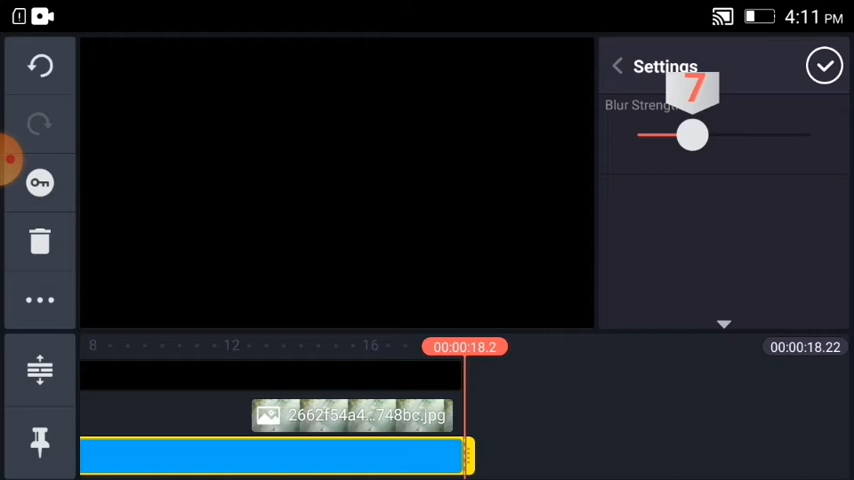 4:11 PM
Settings
7
Blur Strength
8
12
16
00:00:18.2
00:00:18.22
2662f54a4...748bc.jpg